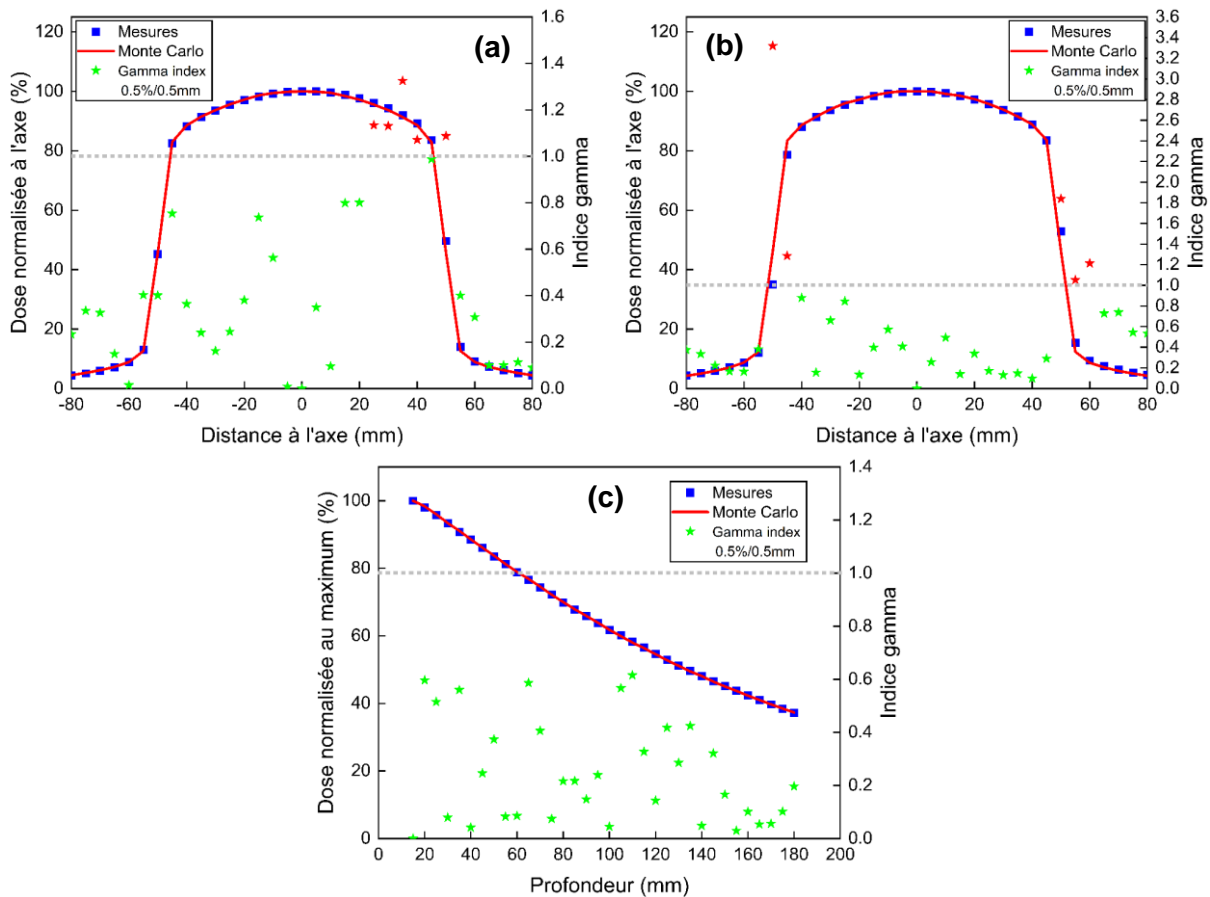 (a)
Mesures
Monte Carlo
Gamma index
0.5%/0.5mm
Dose normalisée à l'axe (%)
120
100
80
60
40
20
0
1.6
1.4
1.2
1.0
0.8
0.6
0.4
0.2
0.0
Indice gamma
-80 -60 -40 -20 0 20 40 60 80
Distance à l'axe (mm)
(b)
Mesures
Monte Carlo
Gamma index
0.5%/0.5mm
Dose normalisée à l'axe (%)
120
100
80
60
40
20
0
3.6
3.4
3.2
3.0
2.8
2.6
2.4
2.2
2.0
1.8
1.6
1.4
1.2
1.0
0.8
0.6
0.4
0.2
0.0
Indice gamma
-80 -60 -40 -20 0 20 40 60 80
Distance à l'axe (mm)
(c)
Mesures
Monte Carlo
Gamma index
0.5%/0.5mm
Dose normalisée au maximum (%)
100
80
60
40
20
0
1.4
1.2
1.0
0.8
0.6
0.4
0.2
0.0
Indice gamma
0 20 40 60 80 100 120 140 160 180 200
Profondeur (mm)